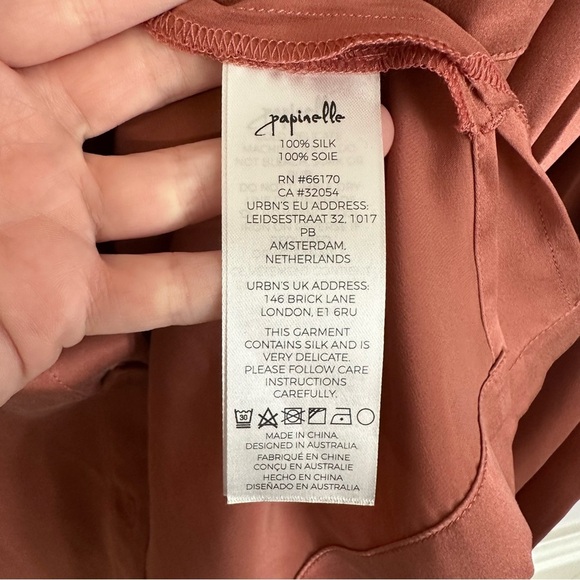 papinelle
100% SILK
100% SOIE
RN #66170
CA #32054
URBN'S EU ADDRESS:
LEIDSESTRAAT 32, 1017
PB
AMSTERDAM,
NETHERLANDS
URBN'S UK ADDRESS:
146 BRICK LANE
LONDON, E1 6RU
THIS GARMENT
CONTAINS SILK AND IS
VERY DELICATE.
PLEASE FOLLOW CARE
INSTRUCTIONS
CAREFULLY.
30
MADE IN CHINA.
DESIGNED IN AUSTRALIA.
FABRIQUÉ EN CHINE
CONÇU EN AUSTRALIE
HECHO EN CHINA
DISEÑADO EN AUSTRALIA